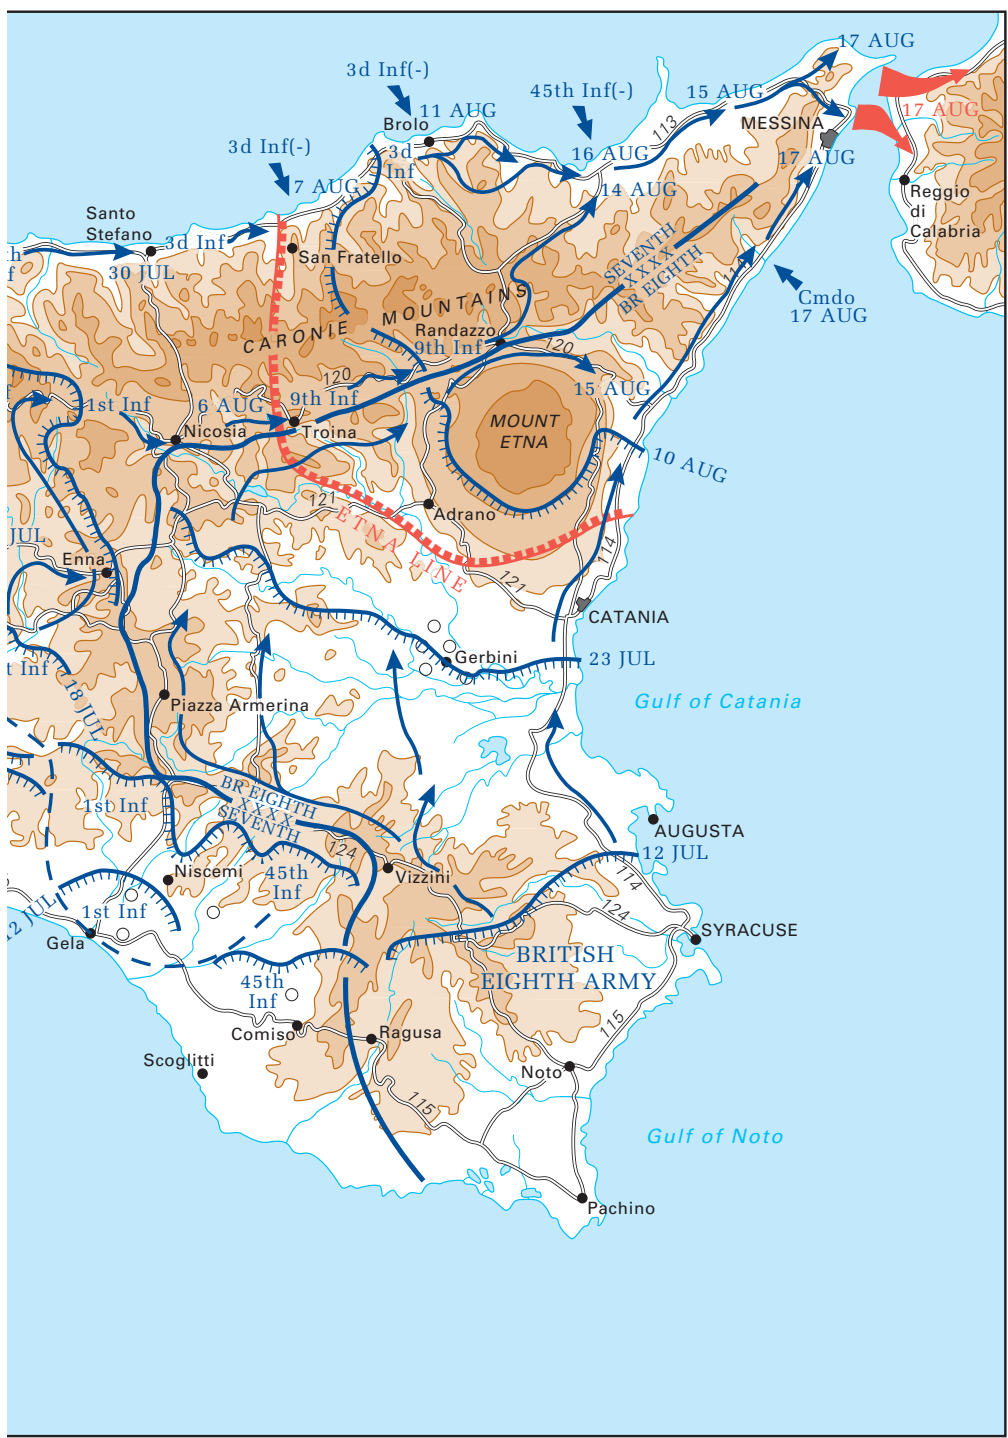 17 AUG
3d Inf(-)
45th Inf(-)
15 AUG
11 AUG
17 AUG
Brolo
113
MESSINA
3d Inf(-)
3d
Inf
16 AUG
17 AUG
7 AUG
14 AUG
Reggio
di
Calabria
Santo
Stefano
3d Inf
30 JUL
San Fratello
SEVENTH
XXXX
BR EIGHTH
114
Cmdo
17 AUG
CARONIE MOUNTAINS
Randazzo
9th Inf
120
120
15 AUG
1st Inf
6 AUG
9th Inf
Nicosia
Troina
MOUNT
ETNA
10 AUG
121
ETNA LINE
Adrano
JUL
Enna
114
121
CATANIA
Gerbini
23 JUL
t Inf
18 JUL
Piazza Armerina
Gulf of Catania
1st Inf
BR EIGHTH
XXXX
SEVENTH
124
AUGUSTA
12 JUL
Niscemi
45th
Inf
Vizzini
114
12 JUL
1st Inf
124
SYRACUSE
Gela
BRITISH
EIGHTH ARMY
45th
Inf
115
Comiso
Ragusa
Scoglitti
Noto
115
Gulf of Noto
Pachino